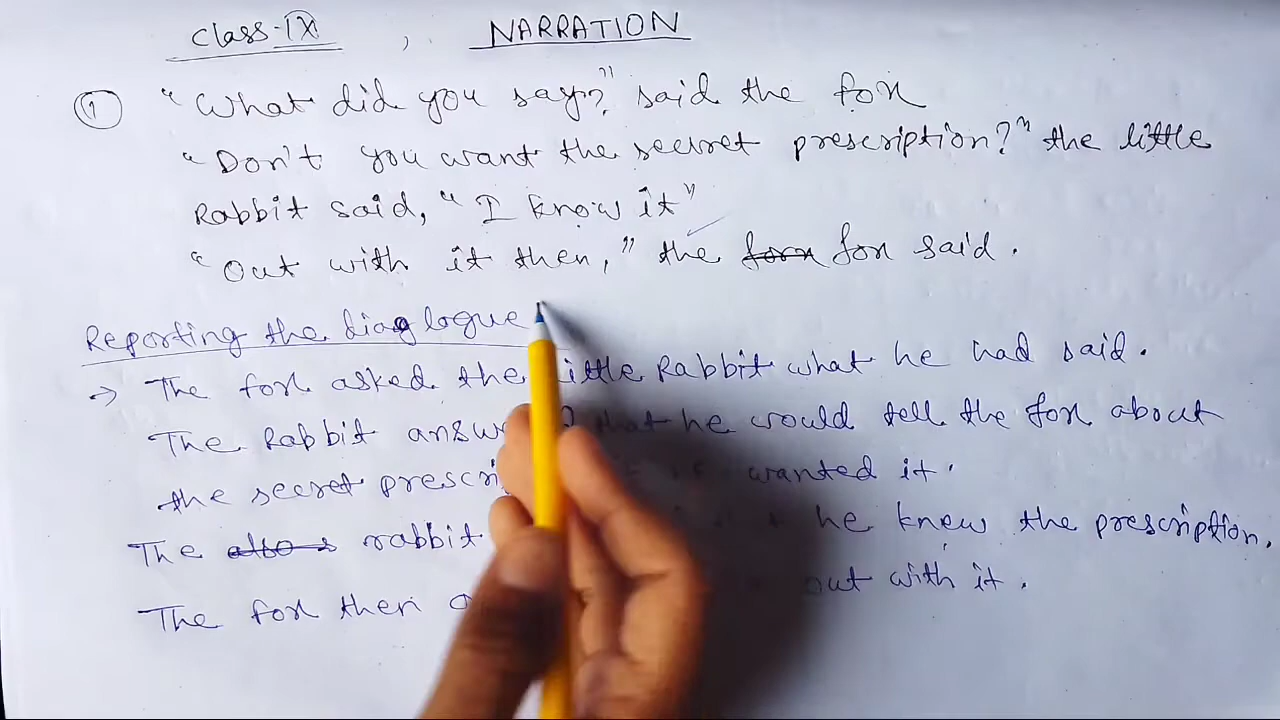 Class-IX, NARRATION
① "What did you say?" said the fox
"Don't you want the secret prescription?" the little
Rabbit said, "I know it"
"Out with it then," the fox said.
Reporting the diaglogue
→ The fox asked the little Rabbit what he had said.
The Rabbit that he would tell the fox about
the secret wanted it.
The rabbit he knew the prescription.
The fox then out with it.